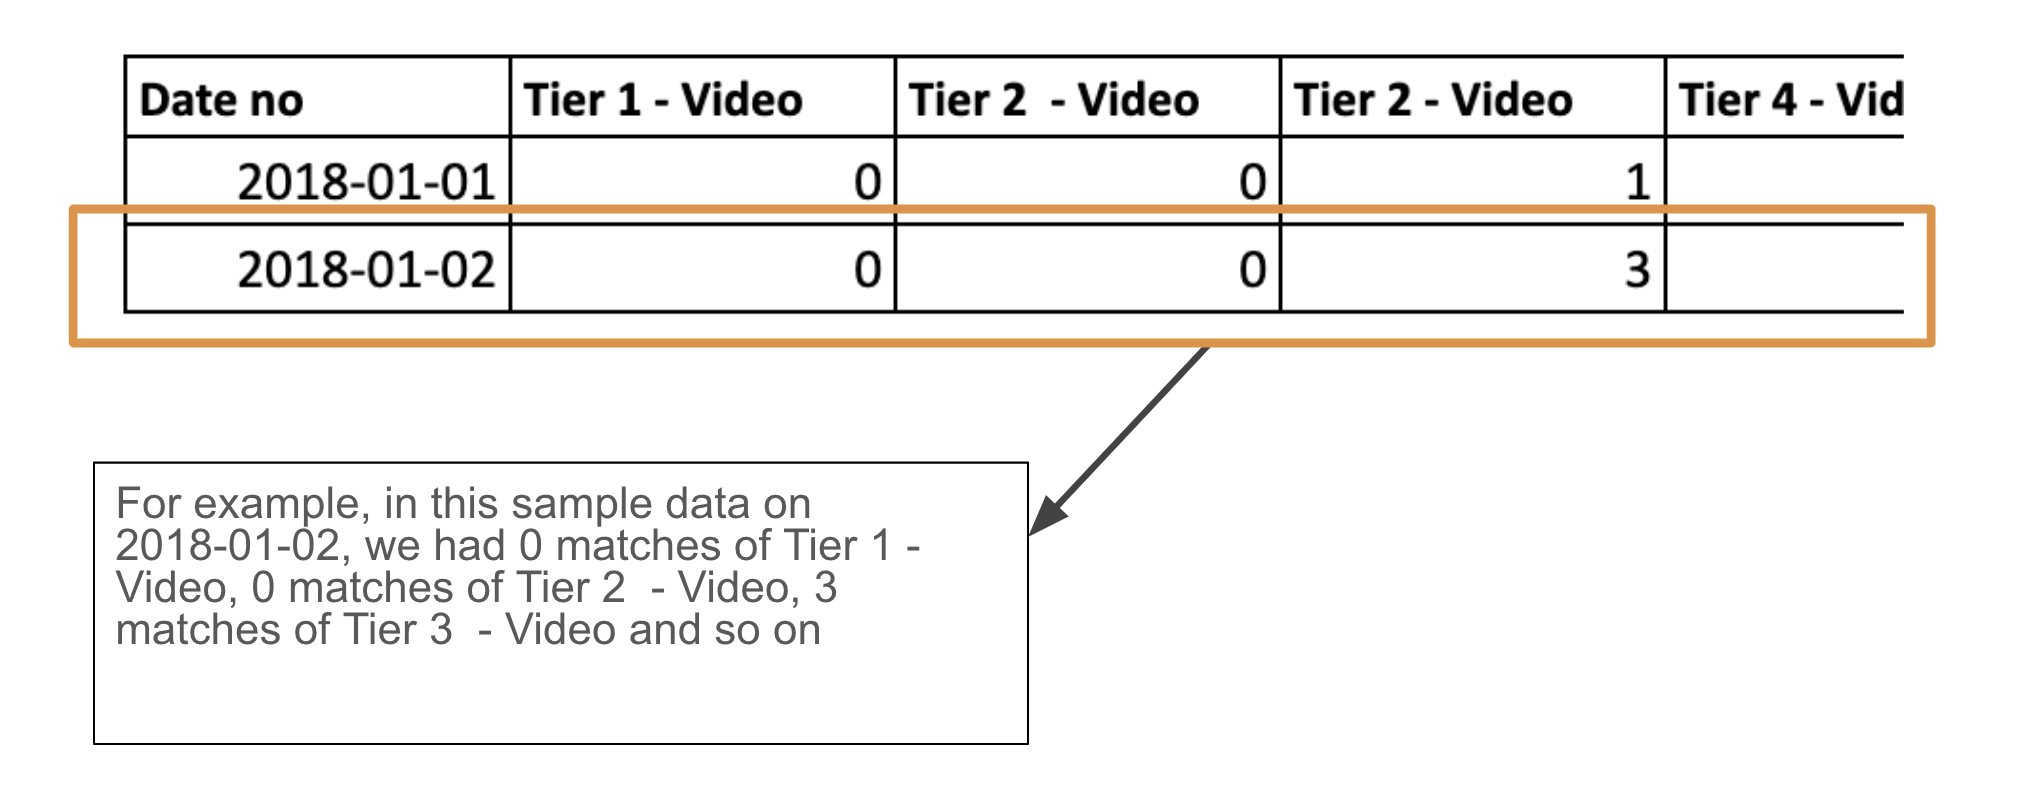 Date no Tier 1 - Video Tier 2  - Video Tier 2 - Video Tier 4 - Vid
2018-01-01 0 0 1
2018-01-02 0 0 3
For example, in this sample data on
2018-01-02, we had 0 matches of Tier 1 -
Video, 0 matches of Tier 2  - Video, 3
matches of Tier 3  - Video and so on